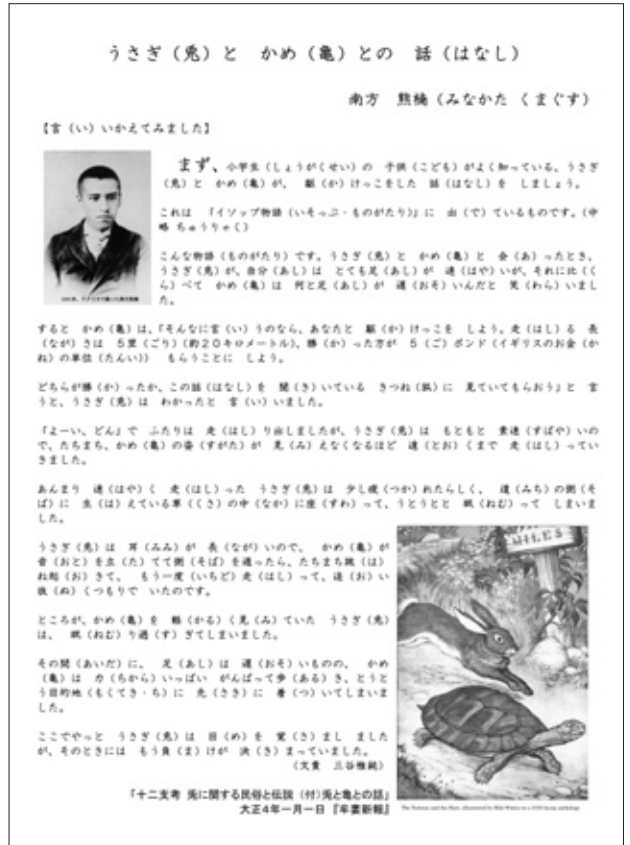 うさぎ（兎）と　かめ（亀）との　話（はなし）
南方　熊楠（みなかた くまぐす）
【言（い）いかえてみました】
まず、小学生（しょうがくせい）の　子供（こども）がよく知っている、うさぎ
（兎）と　かめ（亀）が、　駆（か）けっこをした　話（はなし）を　しましょう。
これは　『イソップ物語（いそっぷ・ものがたり）』に　出（で）ているものです。（中
略 ちゅうりゃく）
こんな物語（ものがたり）です。うさぎ（兎）と　かめ（亀）と　会（あ）ったとき、
うさぎ（兎）が、自分（あし）は　とても足（あし）が　速（はや）いが、それに比（く
ら）べて　かめ（亀）は　何と足（あし）が　遅（おそ）いんだと　笑（わら）いまし
た。
すると　かめ（亀）は、「そんなに言（い）うのなら、あなたと　駆（か）けっこを　しよう。走（はし）る　長
（なが）さは　5里（ごり）（約20キロメートル）、勝（か）った方が　5（ご）ポンド（イギリスのお金（か
ね）の単位（たんい））　もらうことに　しよう。
どちらが勝（か）ったか、この話（はなし）を　聞（き）いている　きつね（狐）に　見ていてもらおう」と　言
うと、うさぎ（兎）は　わかったと　言（い）いました。
「よーい、どん」で　ふたりは　走（はし）り出しましたが、うさぎ（兎）は　もともと　素速（すばや）いの
で、たちまち、かめ（亀）の姿（すがた）が　見（み）えなくなるほど　遠（とお）くまで　走（はし）ってい
きました。
あんまり　速（はや）く　走（はし）った　うさぎ（兎）は　少し疲（つか）れたらしく、　道（みち）の側（そ
ば）に　生（は）えている草（くさ）の中（なか）に座（すわ）って、うとうとと　眠（ねむ）って　しまいま
した。
うさぎ（兎）は　耳（みみ）が　長（なが）いので、　かめ（亀）が
音（おと）を立（た）てて側（そば）を通ったら、たちまち跳（は）
ね起（お）きて、　もう一度（いちど）走（はし）って、追（お）い
抜（ぬ）くつもりで　いたのです。
ところが、かめ（亀）を　軽（かる）く見（み）ていた　うさぎ（兎）
は、　眠（ねむ）り過（す）ぎてしまいました。
その間（あいだ）に、　足（あし）は　遅（おそ）いものの、　かめ
（亀）は　力（ちから）いっぱい　がんばって歩（ある）き、とうと
う目的地（もくてき・ち）に　先（さき）に　着（つ）いてしまいま
した。
ここでやっと　うさぎ（兎）は　目（め）を　覚（さ）まし　ました
が、そのときには　もう負（ま）けが　決（き）まっていました。
（文責　三谷雅純）
「十二支考 兎に関する民俗と伝説（付）兎と亀との話」
大正4年一月一日 『牟婁新報』
MILES
The Tortoise and the Hare, illustrated by Milo Winter in a 1919 Aesop anthology